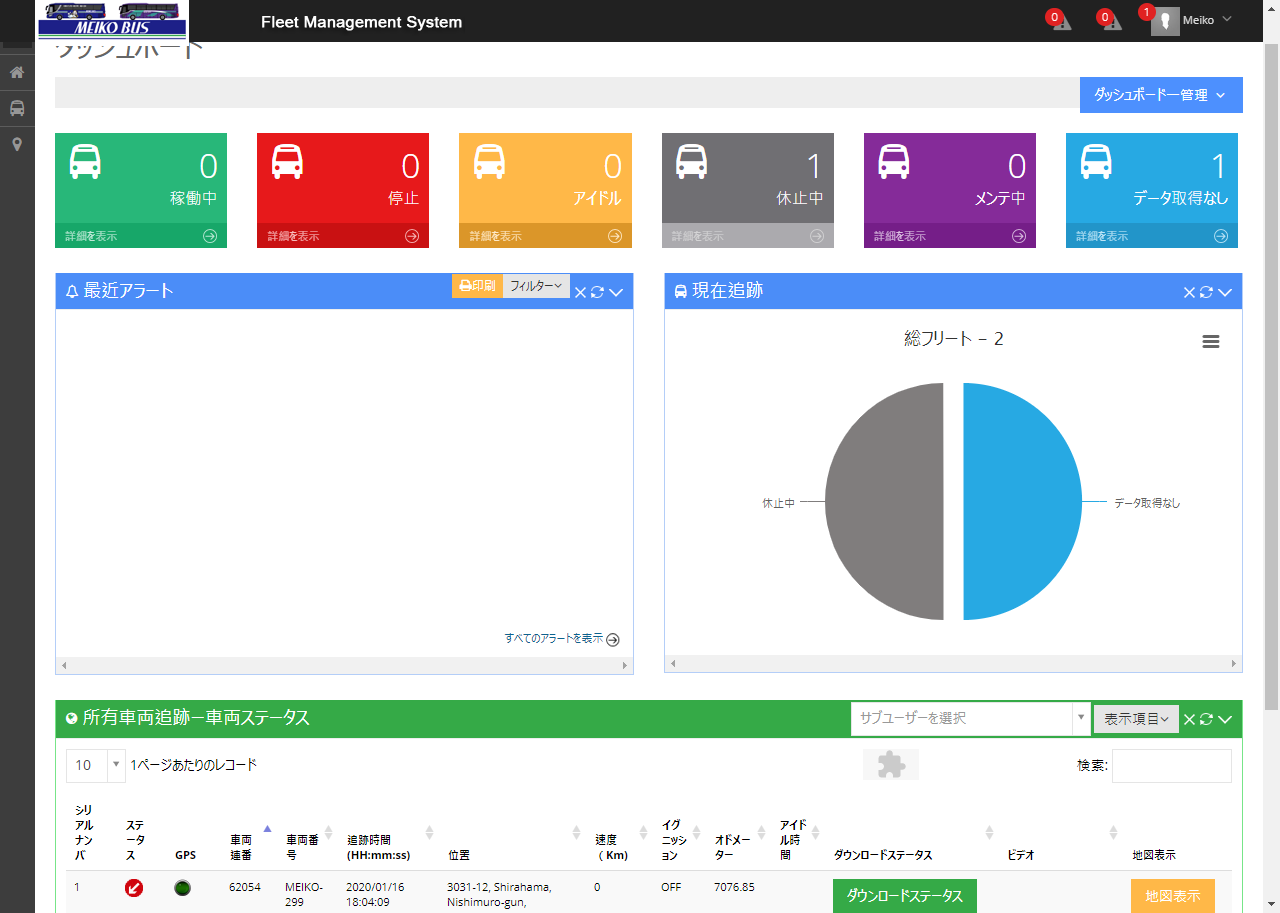 MEIKO BUS
Fleet Management System
0
0
1
Meiko
ダッシュボード
ダッシュボードー管理
0
稼働中
詳細を表示
0
停止
詳細を表示
0
アイドル
詳細を表示
1
休止中
詳細を表示
0
メンテ中
詳細を表示
1
データ取得なし
詳細を表示
最近アラート
印刷
フィルター
現在追跡
総フリート – 2
休止中
データ取得なし
すべてのアラートを表示
所有車両追跡ー車両ステータス
サブユーザーを選択
表示項目
10
1ページあたりのレコード
検索:
シリ
アル
ナン
バ
ステ
ータ
ス
GPS
車両
連番
車両番
号
追跡時間
(HH:mm:ss)
位置
速度
( Km)
イグ
ニッシ
ョン
オドメー
ター
アイド
ル時
間
ダウンロードステータス
ビデオ
地図表示
1
62054
MEIKO-
299
2020/01/16
18:04:09
3031-12, Shirahama,
Nishimuro-gun,
0
OFF
7076.85
ダウンロードステータス
地図表示